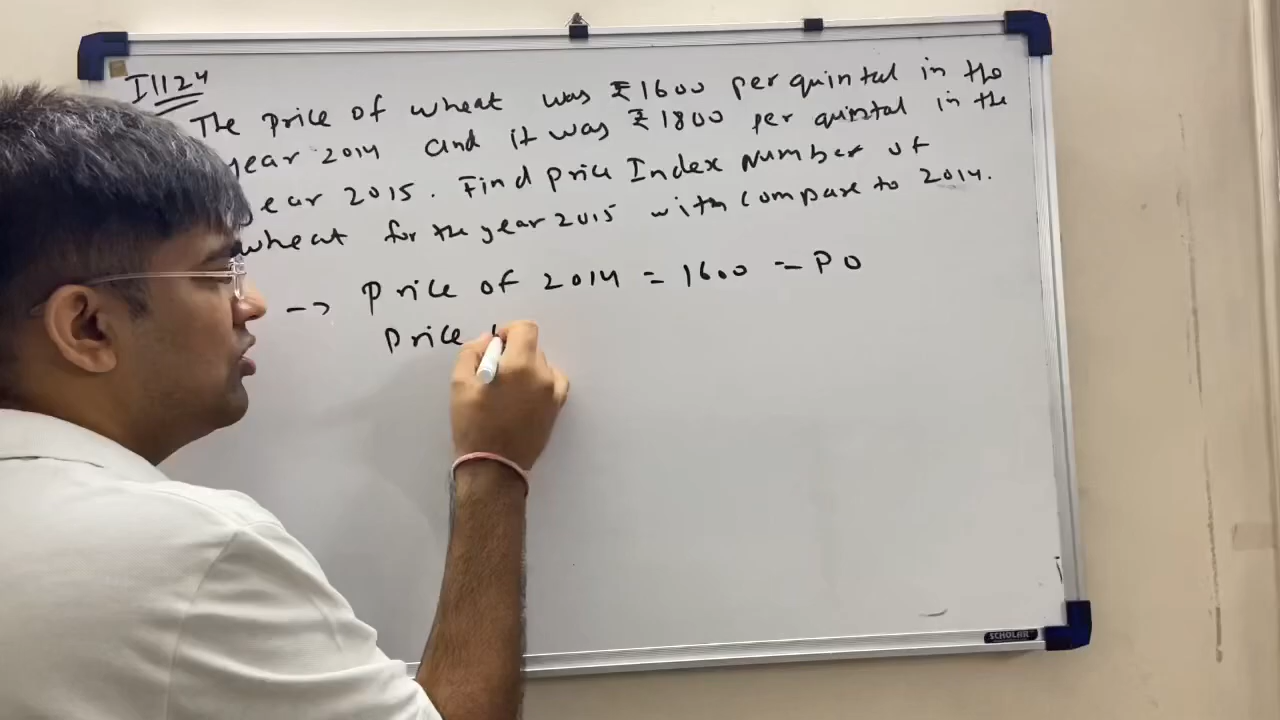 I1124
The price of wheat was ₹1600 per quintal in the
year 2014 and it was ₹1800 per quintal in the
ear 2015. Find price Index Number of
wheat for the year 2015 with compare to 2014.
→ Price of 2014 = 1600 = P0
Price
SCHOLAR